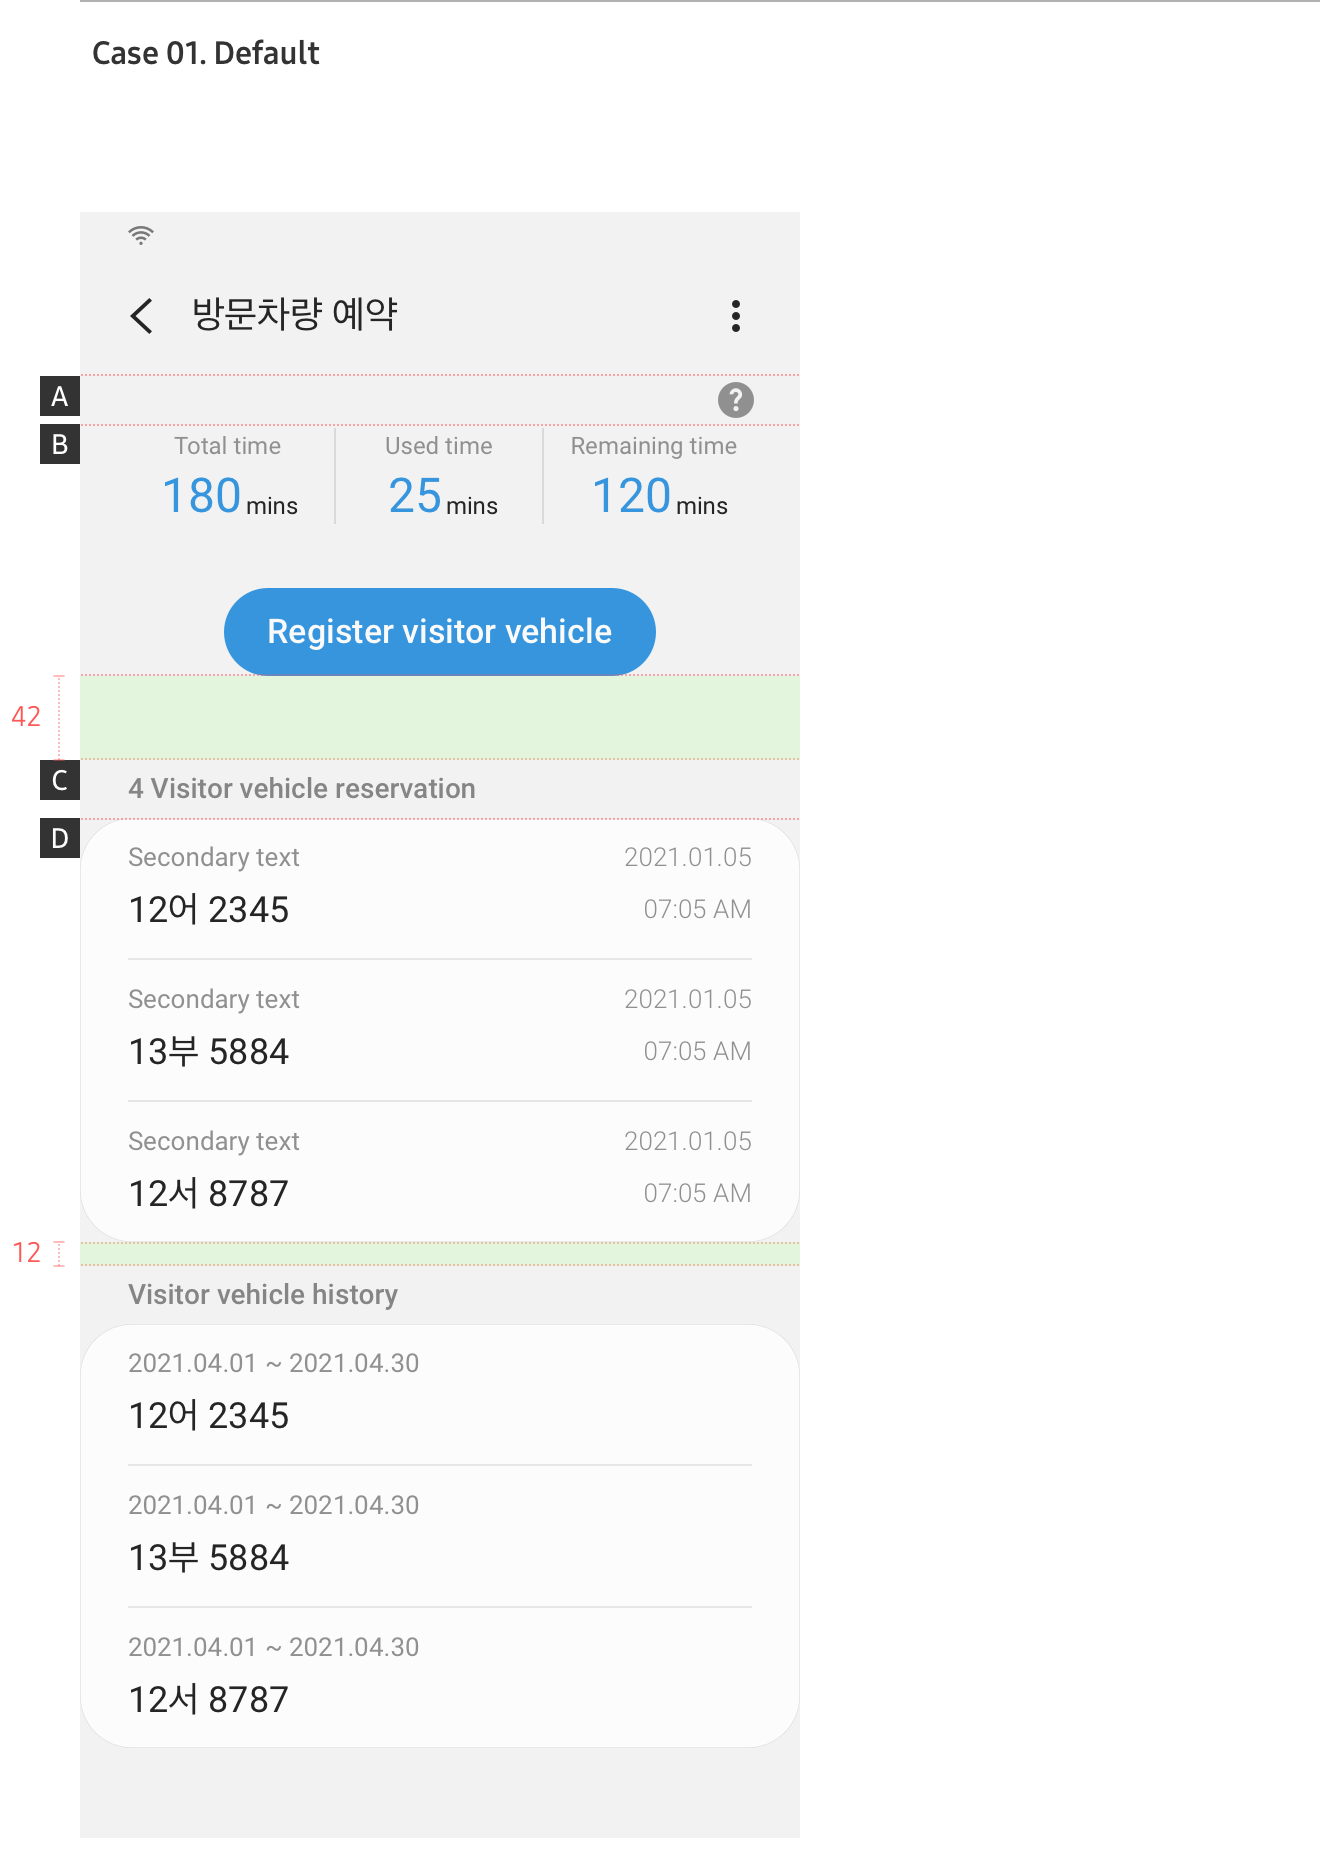 Case 01. Default
방문차량 예약
A
?
B
Total time
Used time
Remaining time
180 mins
25 mins
120 mins
Register visitor vehicle
42
C
4 Visitor vehicle reservation
D
Secondary text
2021.01.05
12어 2345
07:05 AM
Secondary text
2021.01.05
13부 5884
07:05 AM
Secondary text
2021.01.05
12서 8787
07:05 AM
12
Visitor vehicle history
2021.04.01 ~ 2021.04.30
12어 2345
2021.04.01 ~ 2021.04.30
13부 5884
2021.04.01 ~ 2021.04.30
12서 8787